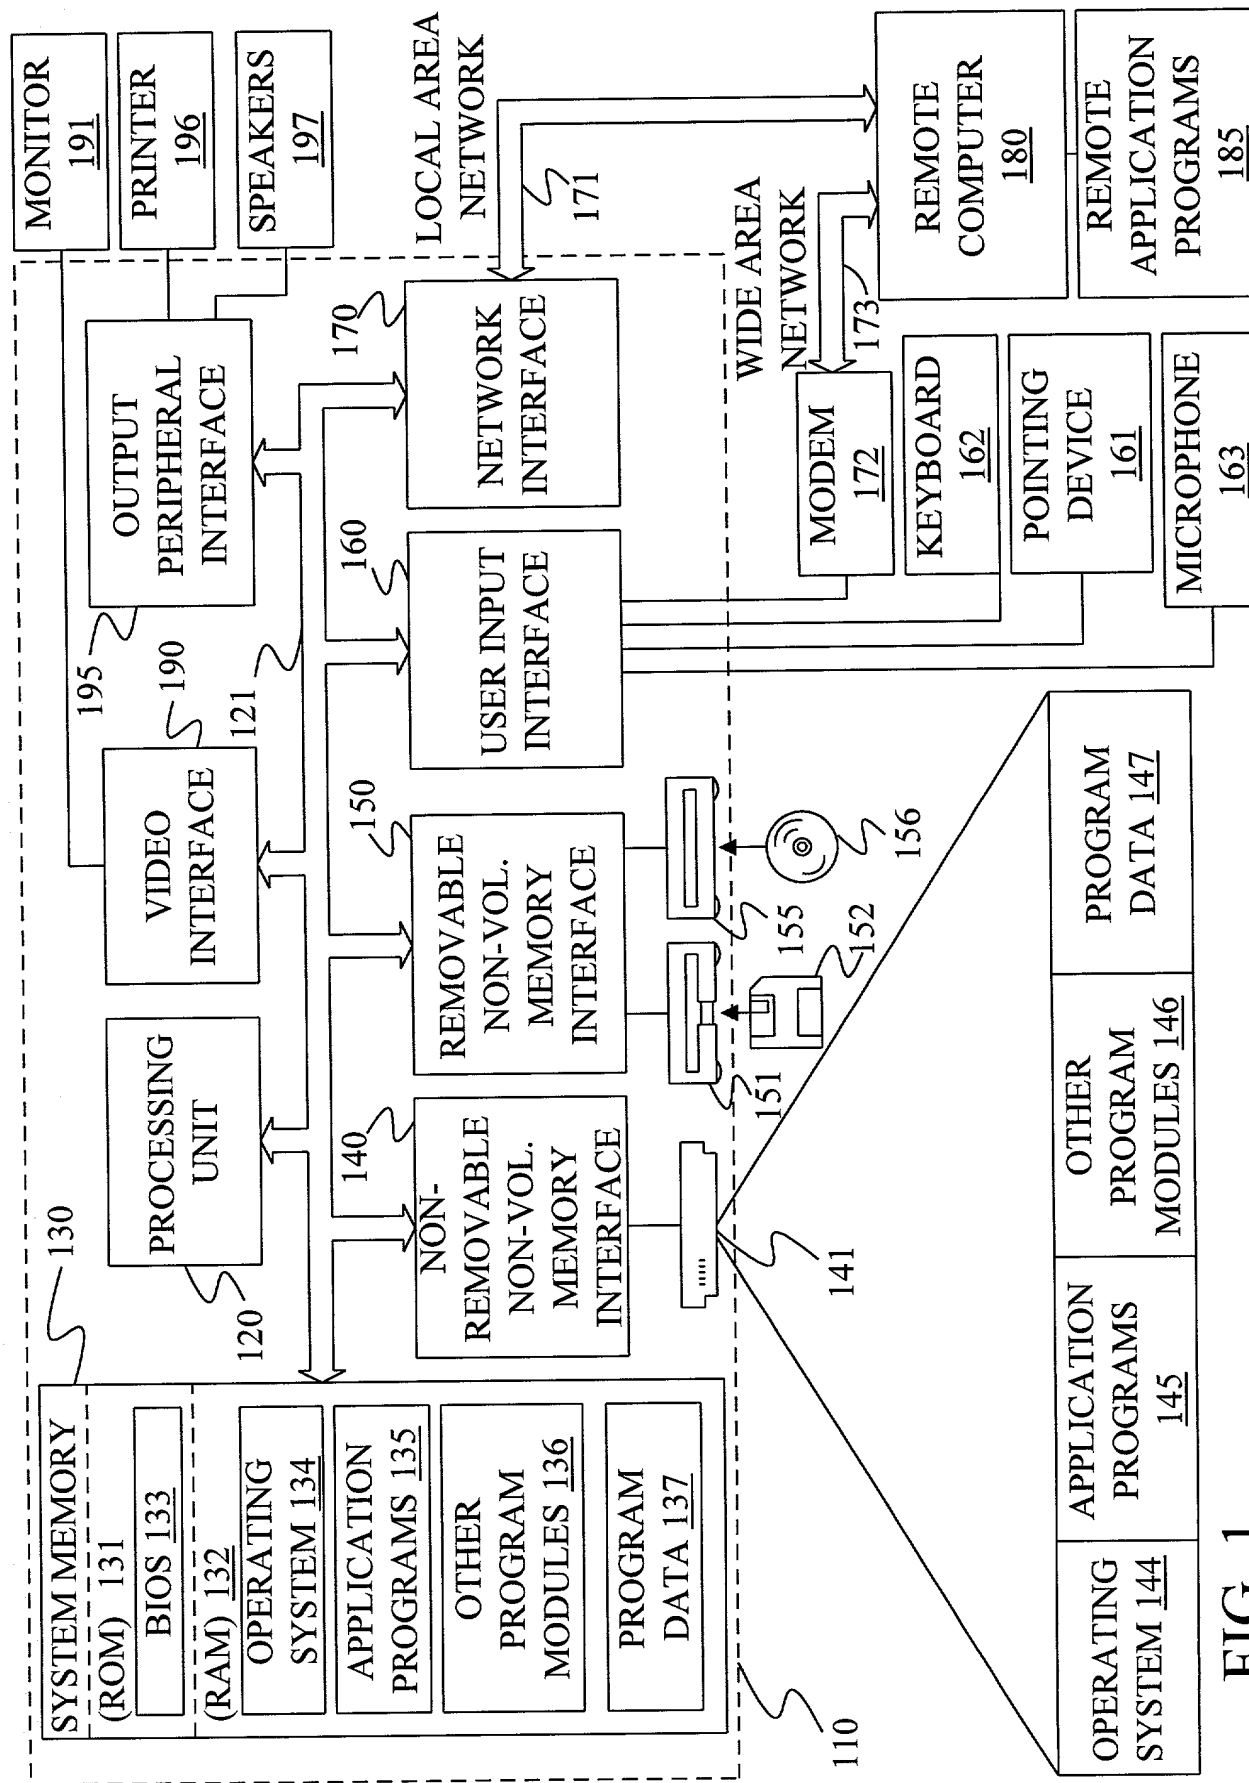 SYSTEM MEMORY
130
(ROM) 131
BIOS 133
(RAM) 132
OPERATING
SYSTEM 134
APPLICATION
PROGRAMS 135
OTHER
PROGRAM
MODULES 136
PROGRAM
DATA 137
110
PROCESSING
UNIT
120
VIDEO
INTERFACE
190
OUTPUT
PERIPHERAL
INTERFACE
195
121
MONITOR
191
PRINTER
196
SPEAKERS
197
NON-
REMOVABLE
NON-VOL.
MEMORY
INTERFACE
140
REMOVABLE
NON-VOL.
MEMORY
INTERFACE
150
USER INPUT
INTERFACE
160
NETWORK
INTERFACE
170
LOCAL AREA
NETWORK
171
141
151
152
155
156
WIDE AREA
NETWORK
173
MODEM
172
KEYBOARD
162
POINTING
DEVICE
161
MICROPHONE
163
REMOTE
COMPUTER
180
REMOTE
APPLICATION
PROGRAMS
185
OPERATING
SYSTEM 144
APPLICATION
PROGRAMS
145
OTHER
PROGRAM
MODULES 146
PROGRAM
DATA 147
FIG. 1